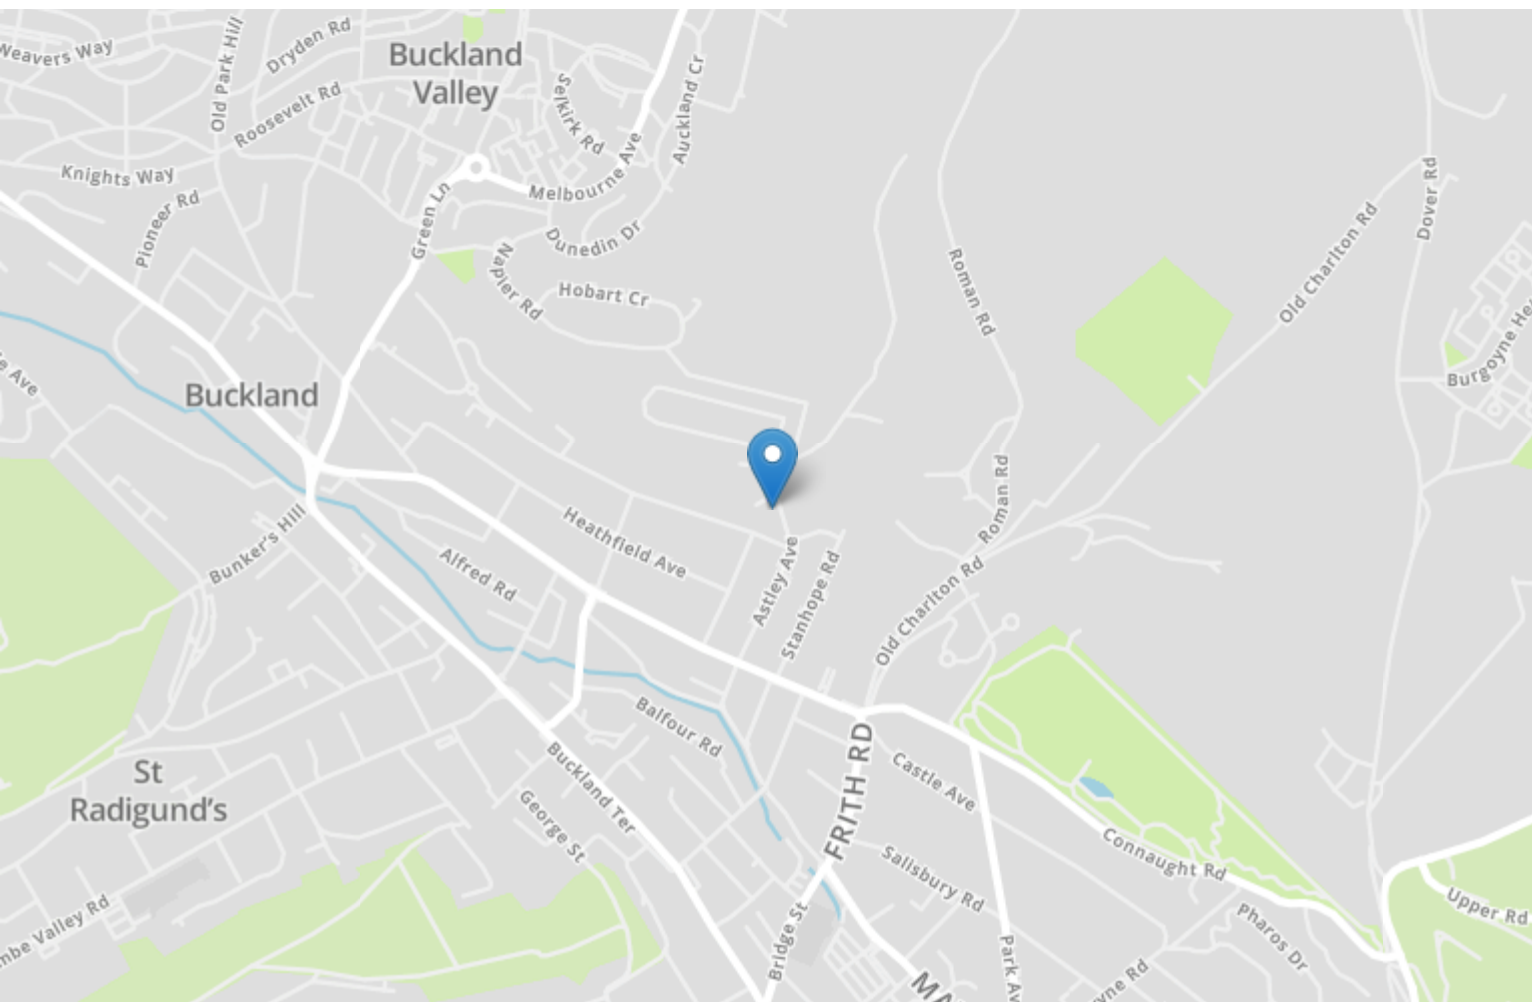 Weavers Way
Old Park Hill
Dryden Rd
Buckland
Valley
Roosevelt Rd
Selkirk Rd
Auckland Cr
Knights Way
Melbourne Ave
Pioneer Rd
Green Ln
Dunedin Dr
Napier Rd
Hobart Cr
Roman Rd
Old Charlton Rd
Dover Rd
Ave
Buckland
Burgoyne
Roman Rd
Heathfield Ave
Bunker's Hill
Alfred Rd
Astley Ave
Stanhope Rd
Old Charlton Rd
Balfour Rd
FRITH RD
St
Radigund's
Buckland Ter
George St
Castle Ave
Connaught Rd
Salisbury Rd
Upper Rd
Valley Rd
Bridge St
Park
Pharos Dr
Rd